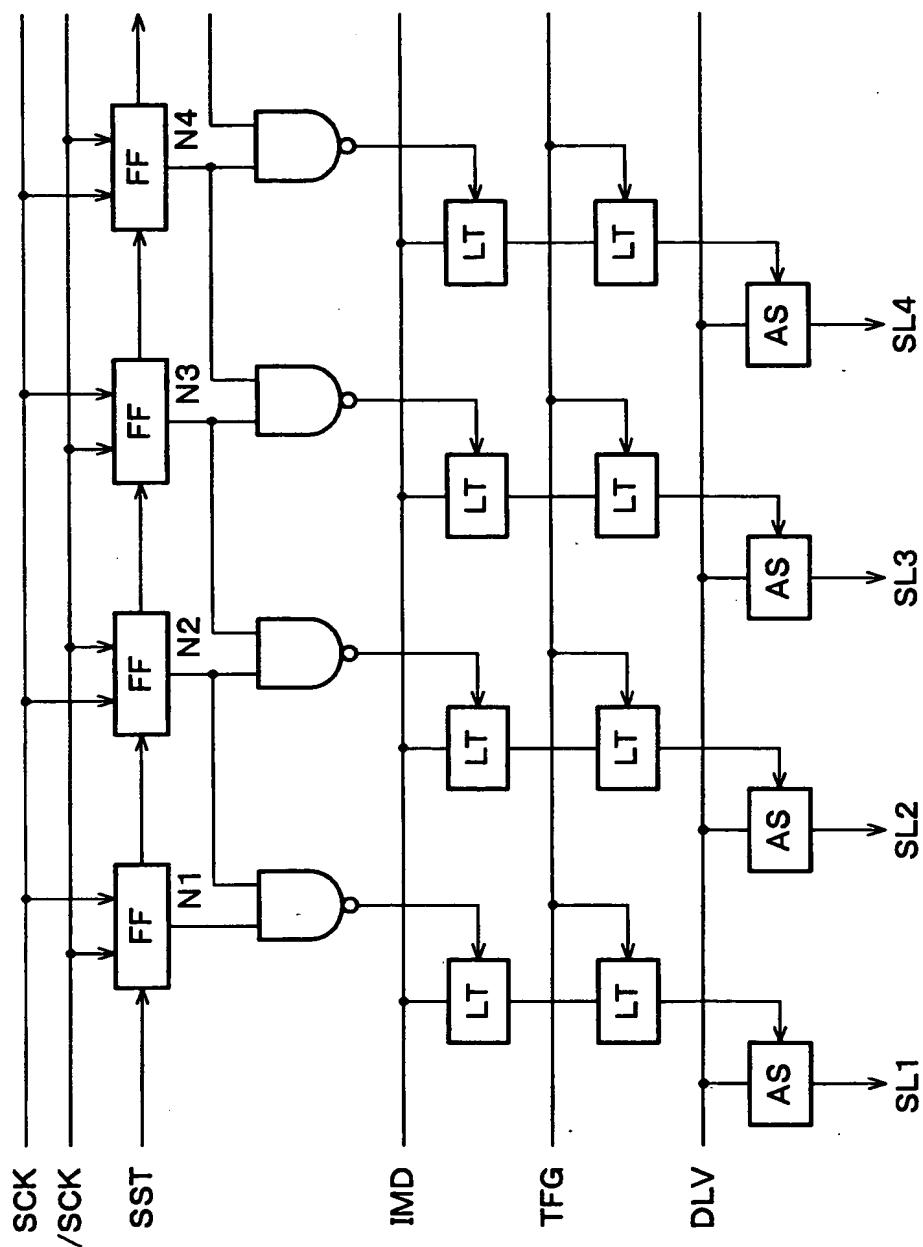 SCK
/SCK
SST
FF
FF
FF
FF
N1
N2
N3
N4
IMD
LT
LT
LT
LT
TFG
LT
LT
LT
LT
DLV
AS
AS
AS
AS
SL1
SL2
SL3
SL4